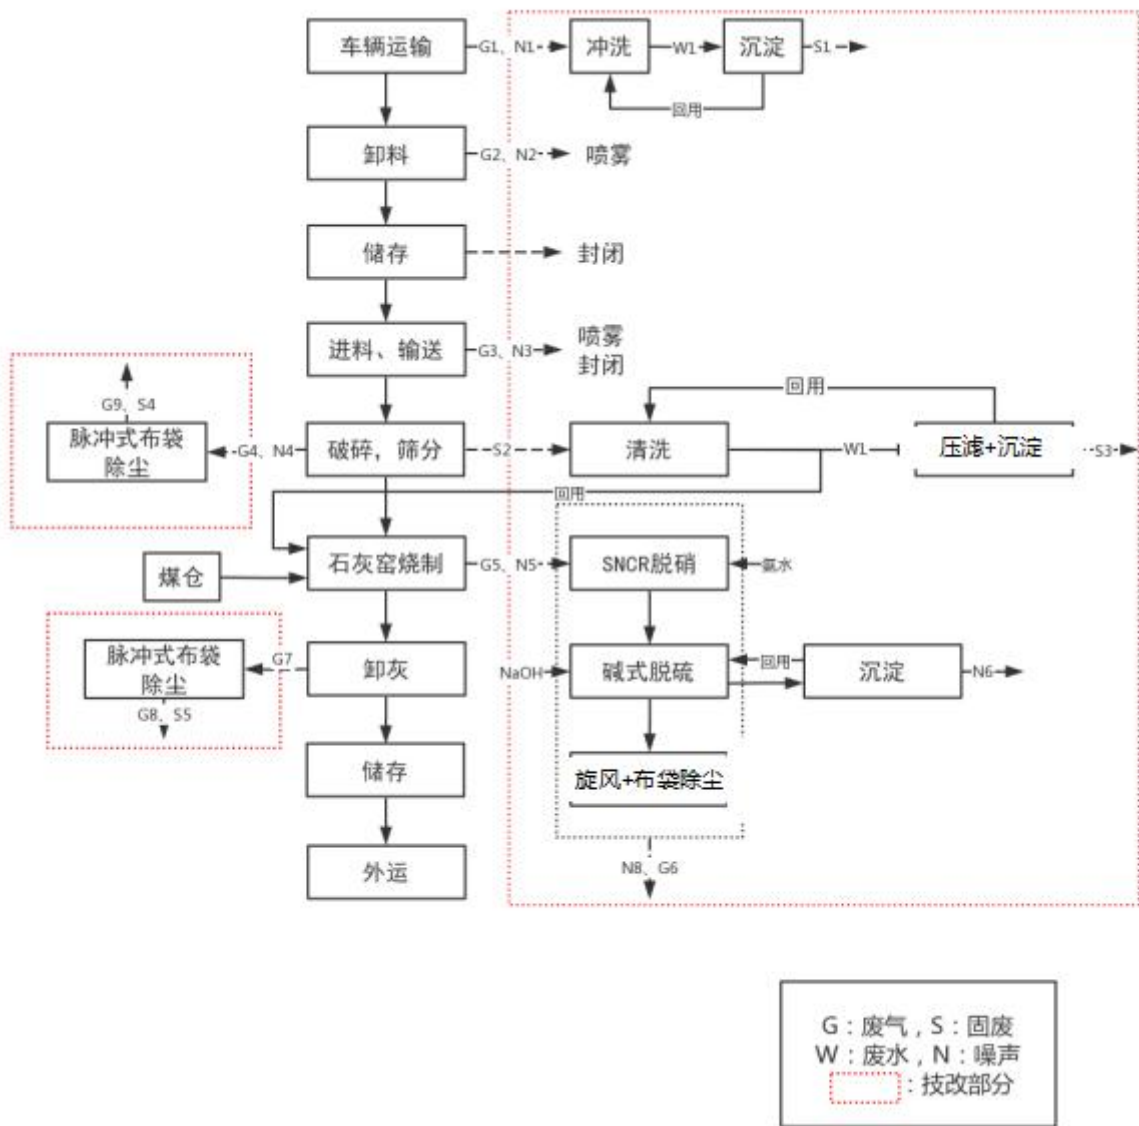 车辆运输
G1、N1
冲洗
W1
沉淀
S1
回用
卸料
G2、N2
喷雾
储存
封闭
进料、输送
G3、N3
喷雾
封闭
G9、S4
脉冲式布袋
除尘
G4、N4
破碎，筛分
S2
清洗
回用
W1
压滤+沉淀
S3
回用
煤仓
石灰窑烧制
G5、N5
SNCR脱硝
氨水
脉冲式布袋
除尘
G7
卸灰
NaOH
碱式脱硫
回用
沉淀
N6
G8、S5
储存
旋风+布袋除尘
外运
N8、G6
G：废气，S：固废
W：废水，N：噪声
：技改部分